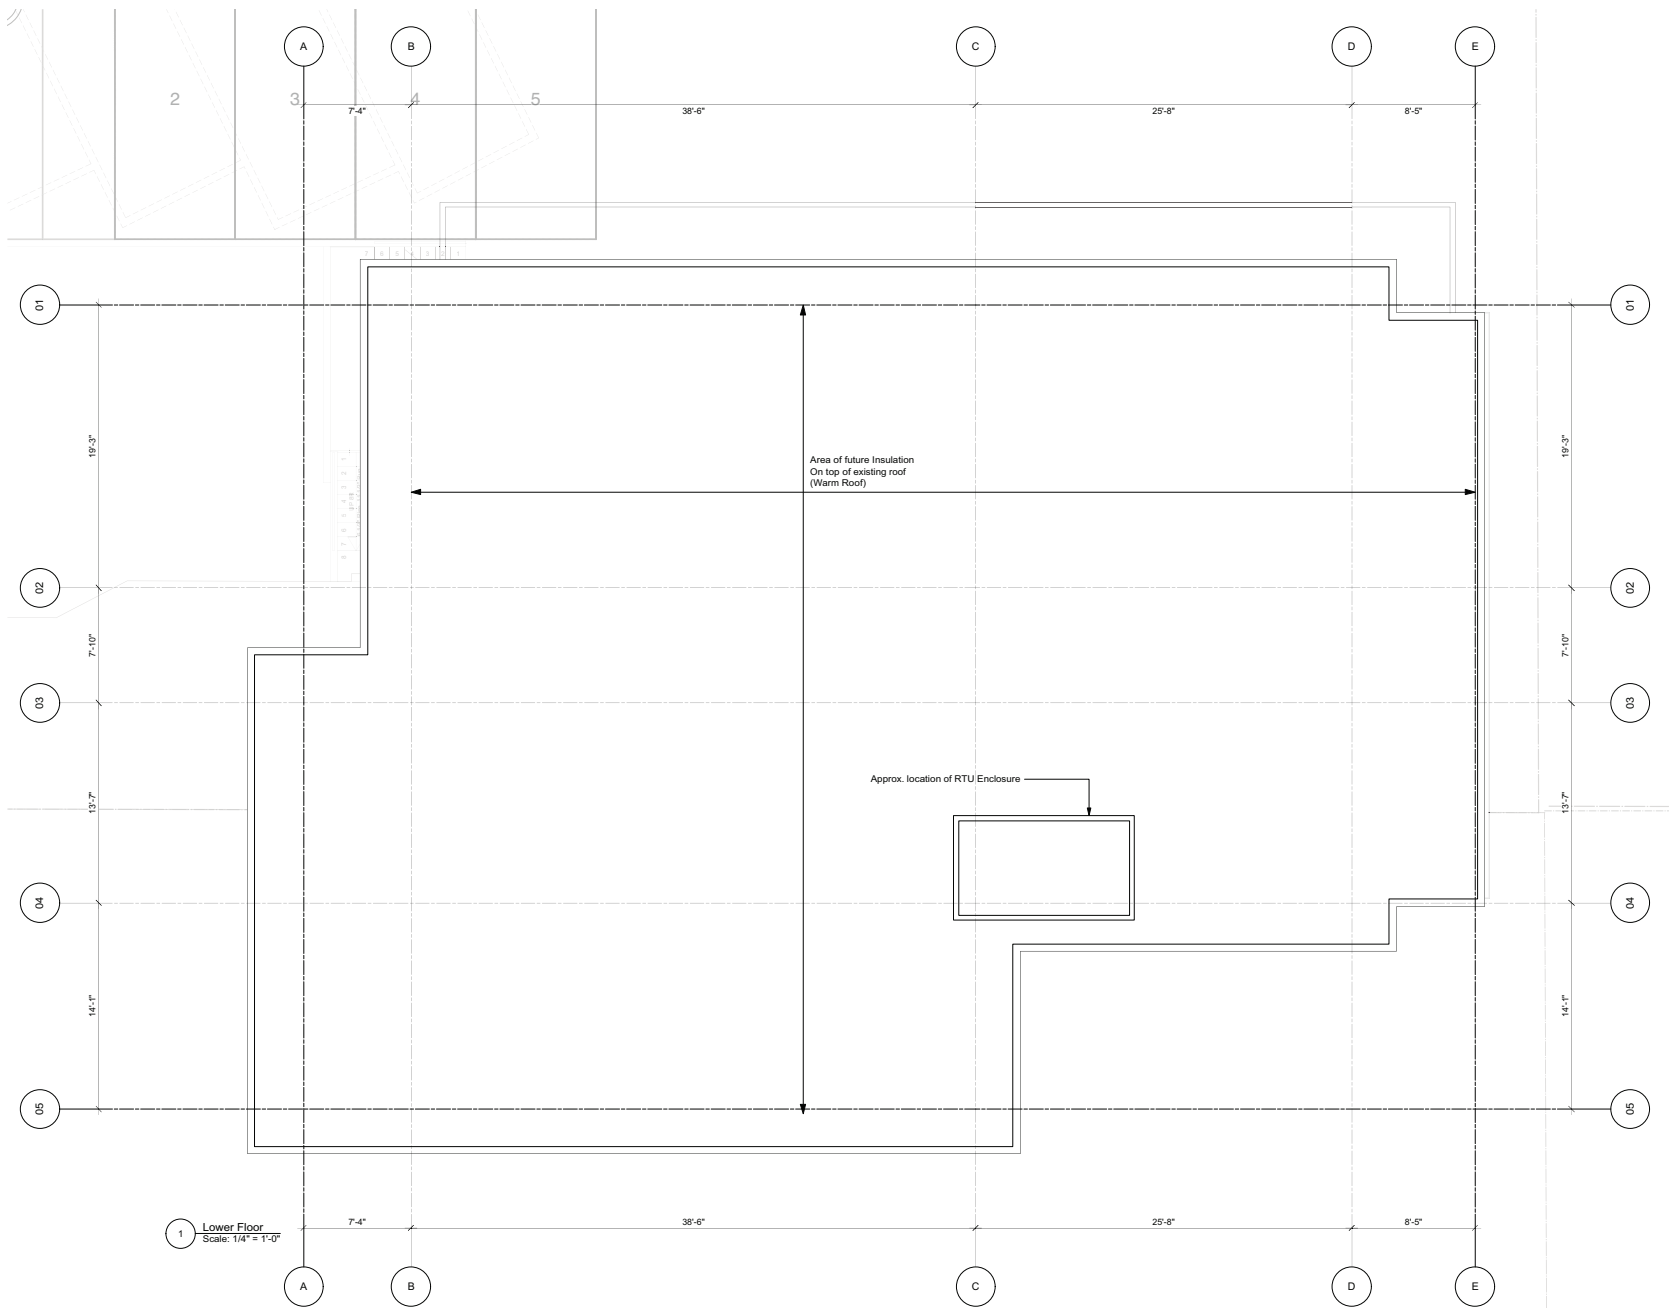 A B C D E
2 3 4 5
7'-4" 38'-6" 25'-8" 8'-5"
01 01
19'-3" 19'-3"
Area of future Insulation
On top of existing roof
(Warm Roof)
02 02
7'-10" 7'-10"
03 03
13'-7" 13'-7"
Approx. location of RTU Enclosure
04 04
14'-1" 14'-1"
05 05
7'-4" 38'-6" 25'-8" 8'-5"
1 Lower Floor
Scale: 1/4" = 1'-0"
A B C D E